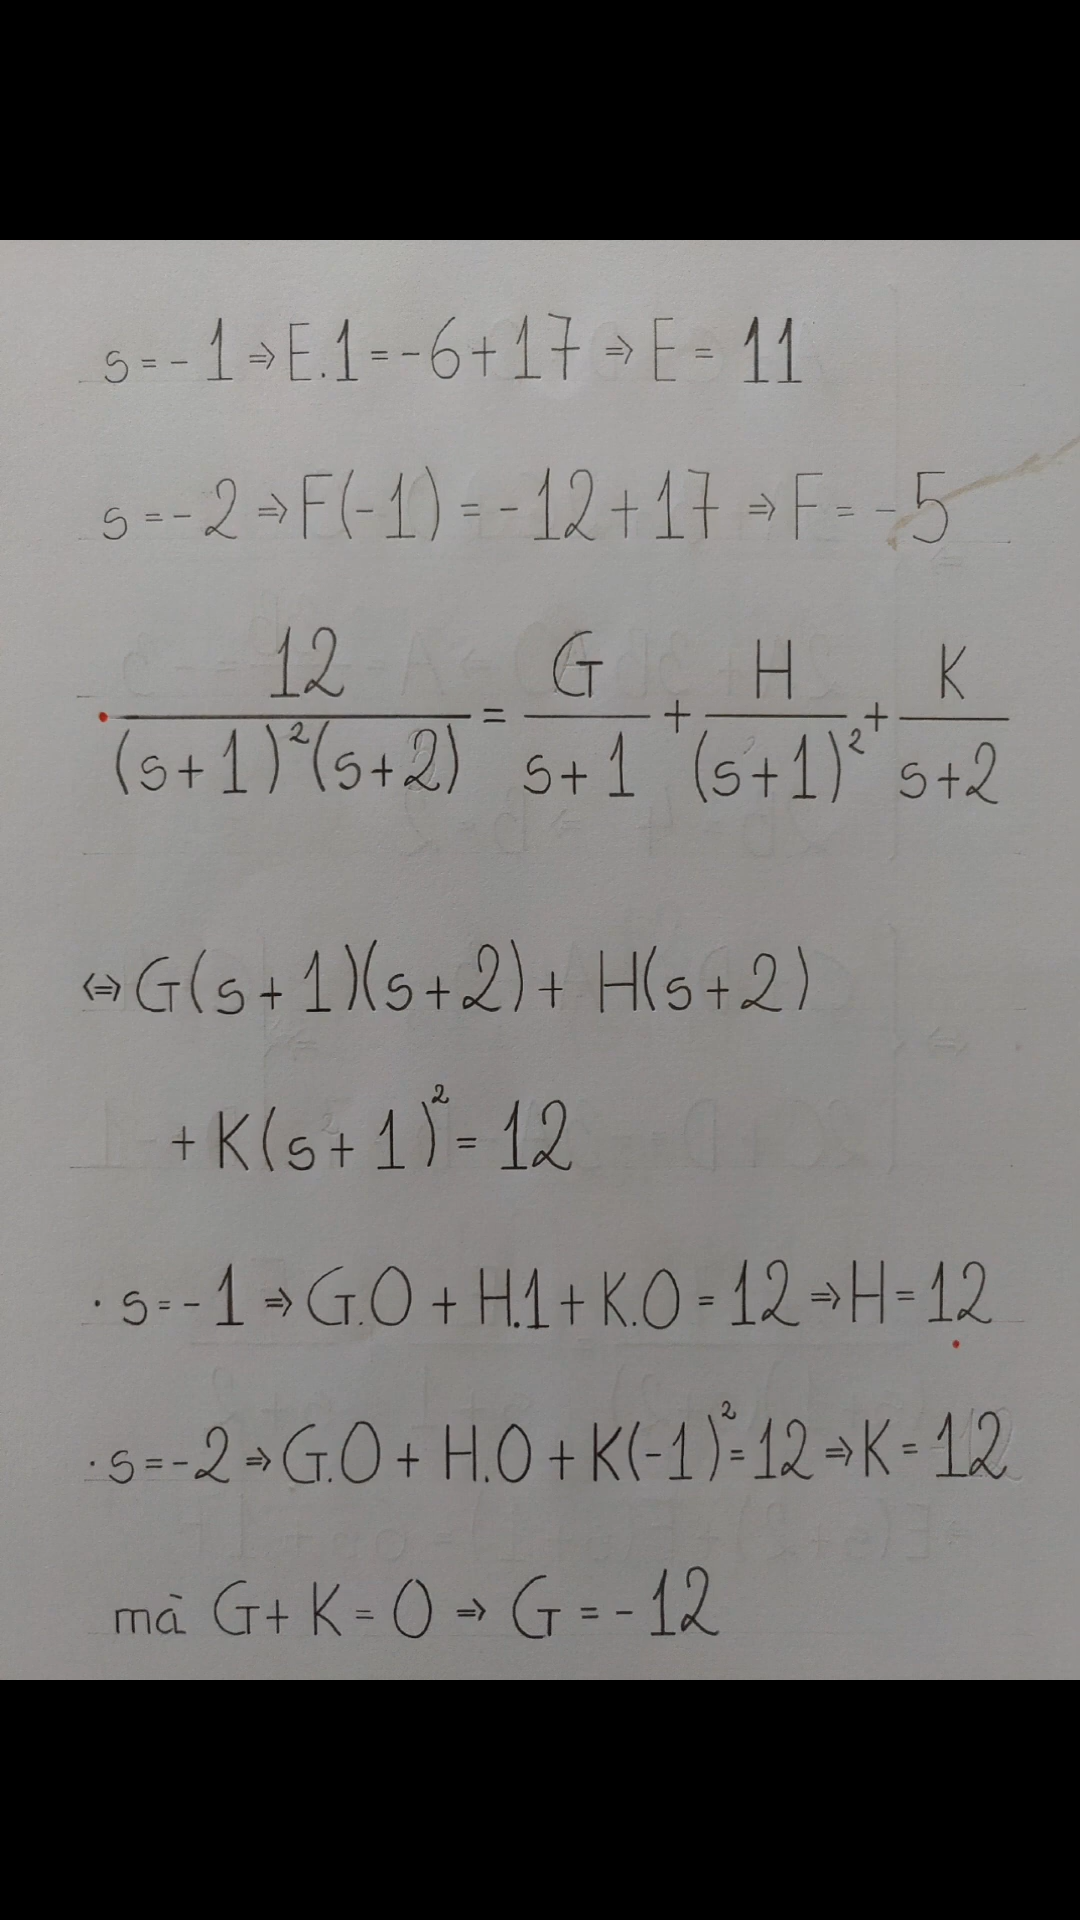 s = -1 ⇒ E.1 = -6 + 17 ⇒ E = 11
s = -2 ⇒ F(-1) = -12 + 17 ⇒ F = -5
12/((s+1)²(s+2)) = G/(s+1) + H/(s+1)² + K/(s+2)
⇔ G(s+1)(s+2) + H(s+2)
+ K(s+1)² = 12
· s = -1 ⇒ G.0 + H.1 + K.0 = 12 ⇒ H = 12
· s = -2 ⇒ G.0 + H.0 + K(-1)² = 12 ⇒ K = 12
mà G + K = 0 ⇒ G = -12